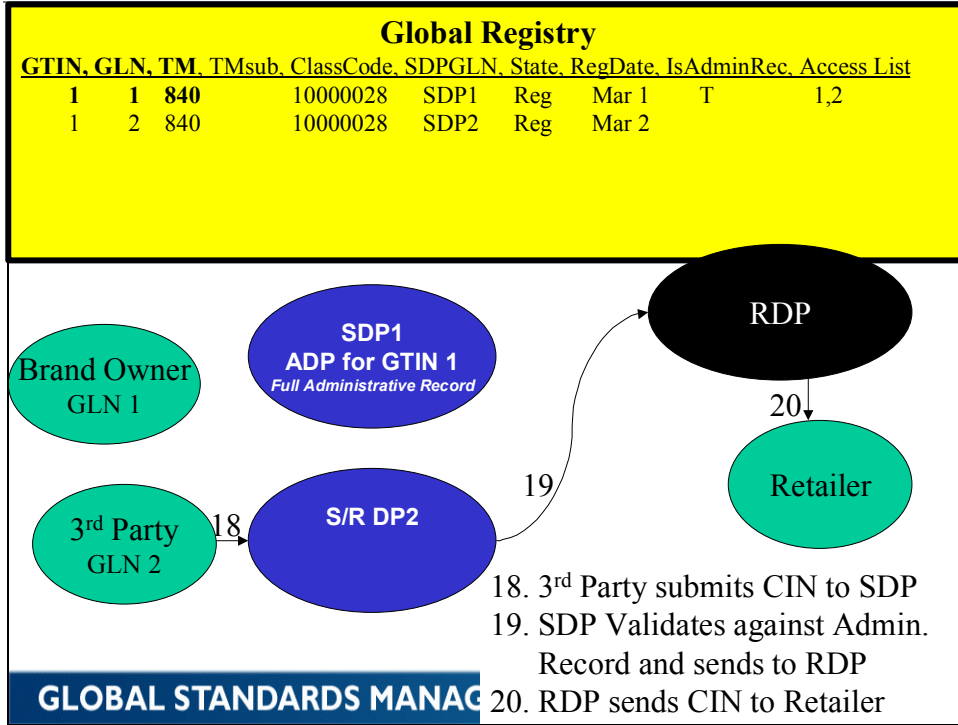 Global Registry
GTIN, GLN, TM, TMsub, ClassCode, SDPGLN, State, RegDate, IsAdminRec, Access List
1 1 840 10000028 SDP1 Reg Mar 1 T 1,2
1 2 840 10000028 SDP2 Reg Mar 2
RDP
SDP1
ADP for GTIN 1
Full Administrative Record
Brand Owner
GLN 1
20
Retailer
19
S/R DP2
3rd Party
GLN 2
18
18. 3rd Party submits CIN to SDP
19. SDP Validates against Admin.
Record and sends to RDP
20. RDP sends CIN to Retailer
GLOBAL STANDARDS MANAG